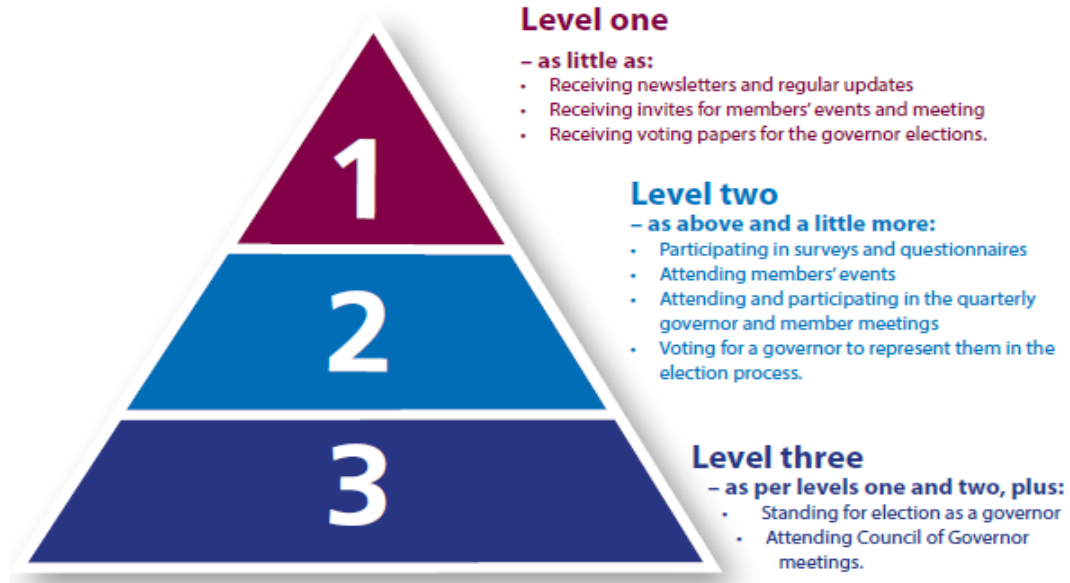 Level one
– as little as:
• Receiving newsletters and regular updates
• Receiving invites for members' events and meeting
• Receiving voting papers for the governor elections.
1
Level two
– as above and a little more:
• Participating in surveys and questionnaires
• Attending members' events
• Attending and participating in the quarterly
governor and member meetings
• Voting for a governor to represent them in the
election process.
2
Level three
– as per levels one and two, plus:
• Standing for election as a governor
• Attending Council of Governor
meetings.
3